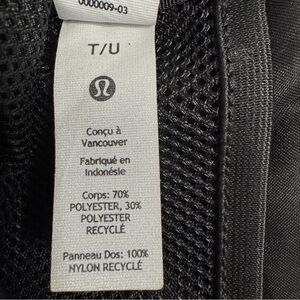 0000009-03
T/U
Conçu à
Vancouver
Fabriqué en
Indonésie
Corps: 70%
POLYESTER, 30%
POLYESTER
RECYCLÉ
Panneau Dos: 100%
NYLON RECYCLÉ